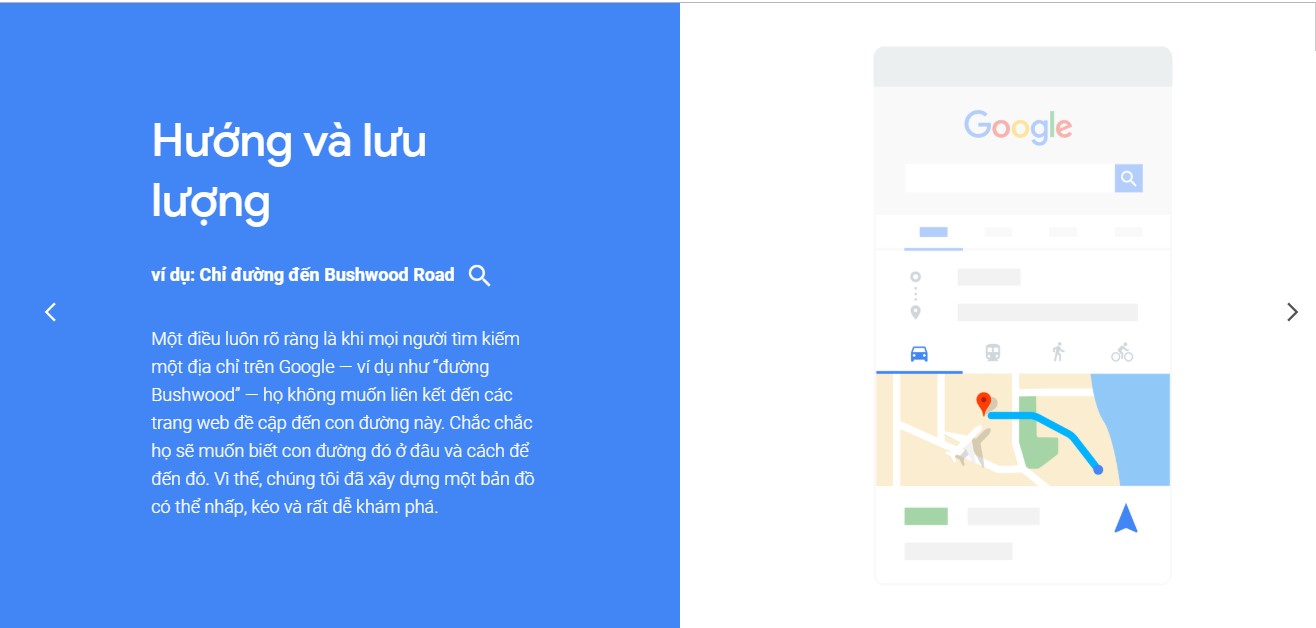 Hướng và lưu
lượng
ví dụ: Chỉ đường đến Bushwood Road
Một điều luôn rõ ràng là khi mọi người tìm kiếm
một địa chỉ trên Google — ví dụ như “đường
Bushwood” — họ không muốn liên kết đến các
trang web đề cập đến con đường này. Chắc chắc
họ sẽ muốn biết con đường đó ở đâu và cách để
đến đó. Vì thế, chúng tôi đã xây dựng một bản đồ
có thể nhấp, kéo và rất dễ khám phá.
Google